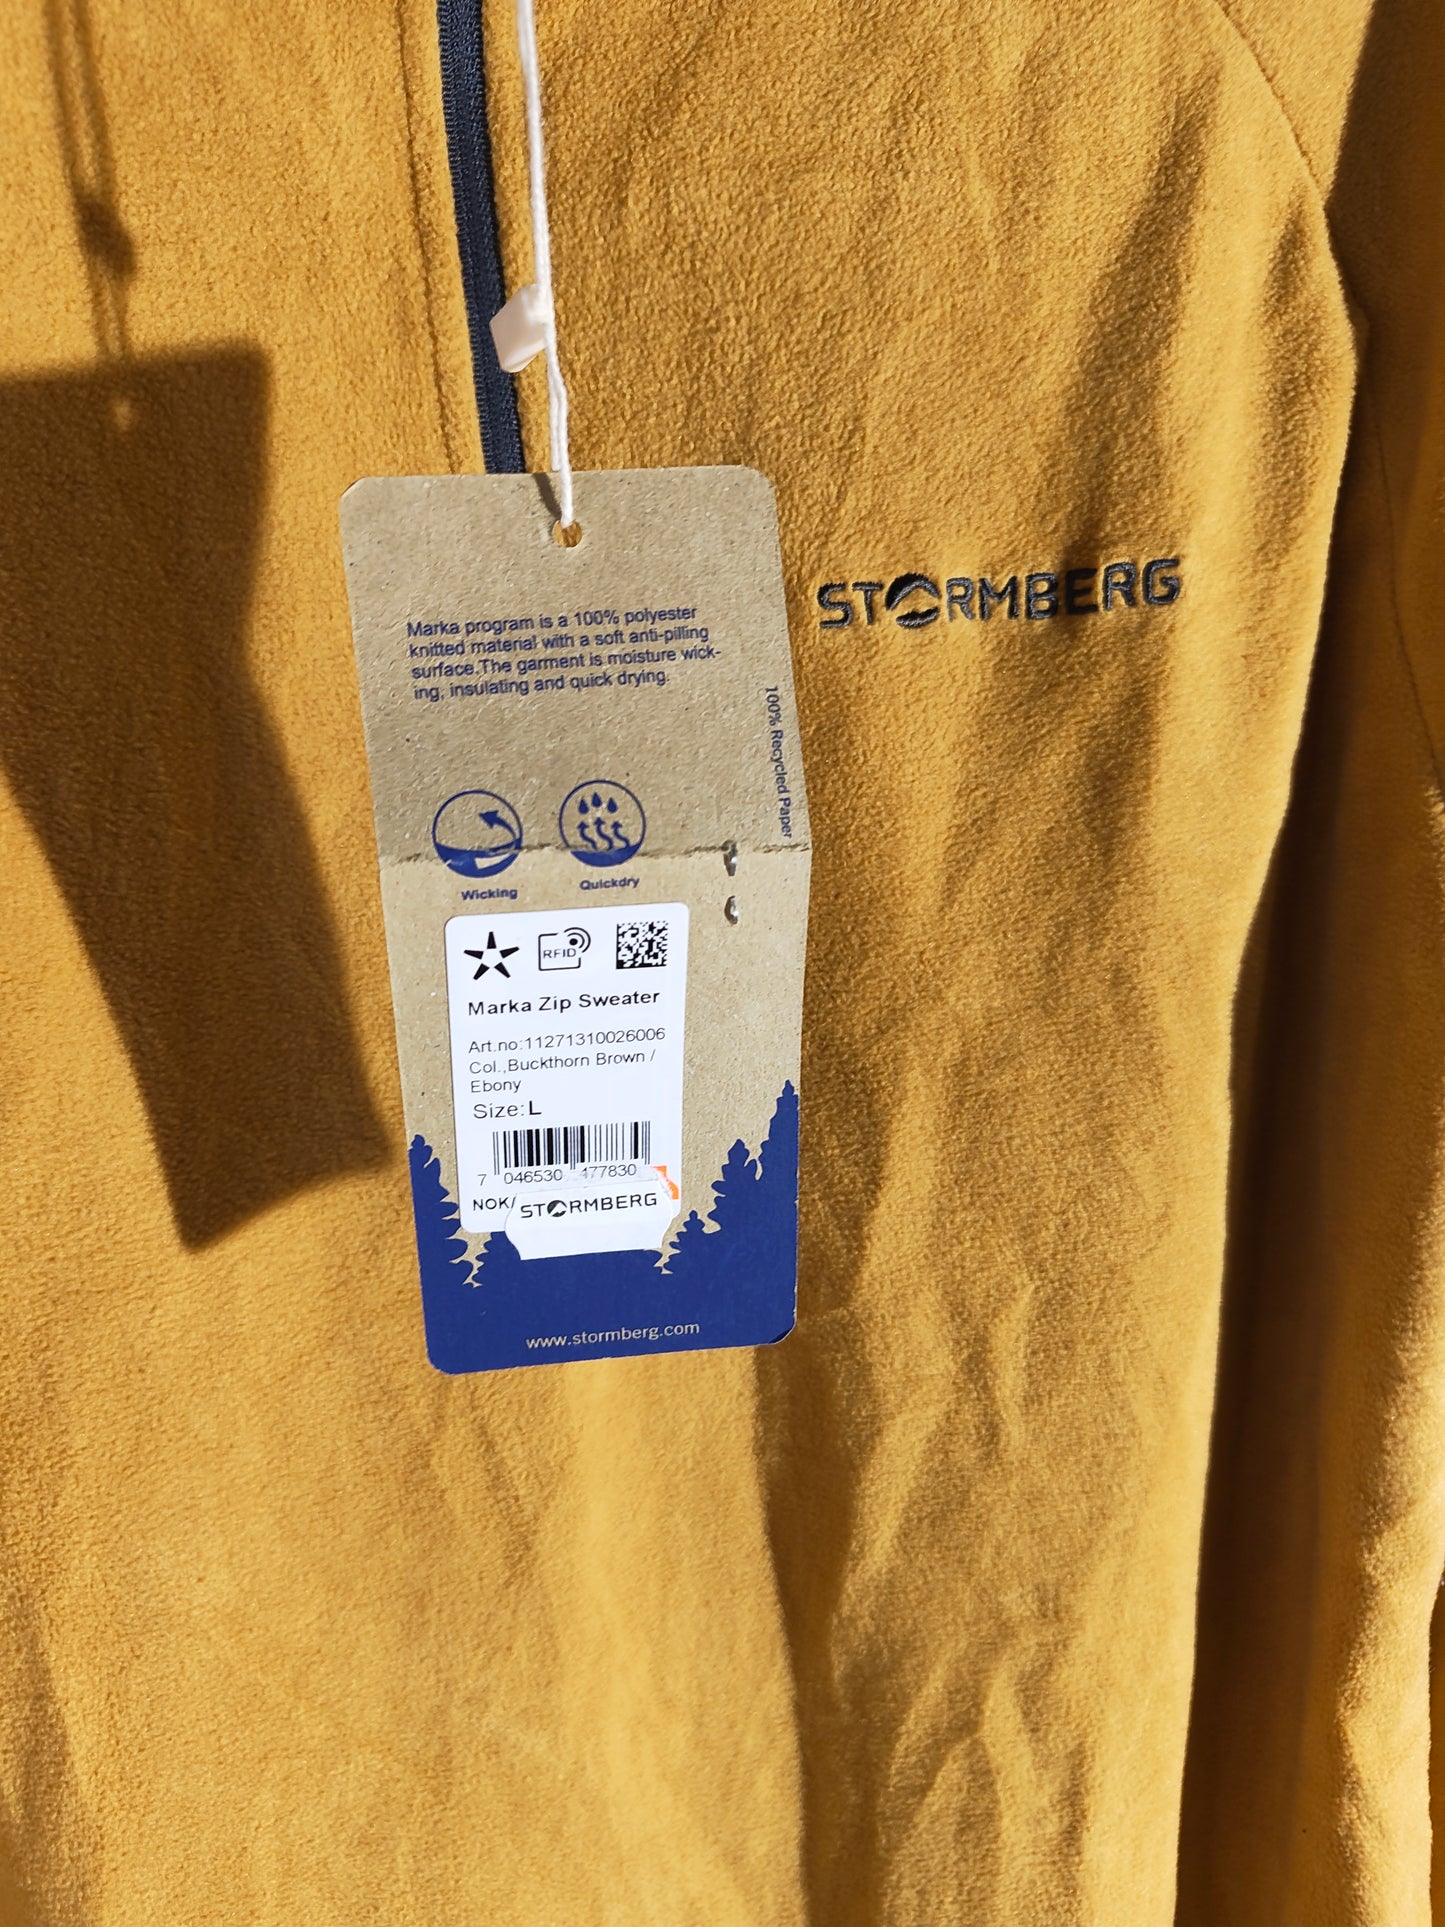 STORMBERG
Marka program is a 100% polyester
knitted material with a soft anti-pilling
surface.The garment is moisture wick-
ing, insulating and quick drying.
100% Recycled Paper
Wicking
Quickdry
RFID
Marka Zip Sweater
Art.no:11271310026006
Col.,Buckthorn Brown /
Ebony
Size:L
7 046530 477830
NOK/
STORMBERG
www.stormberg.com